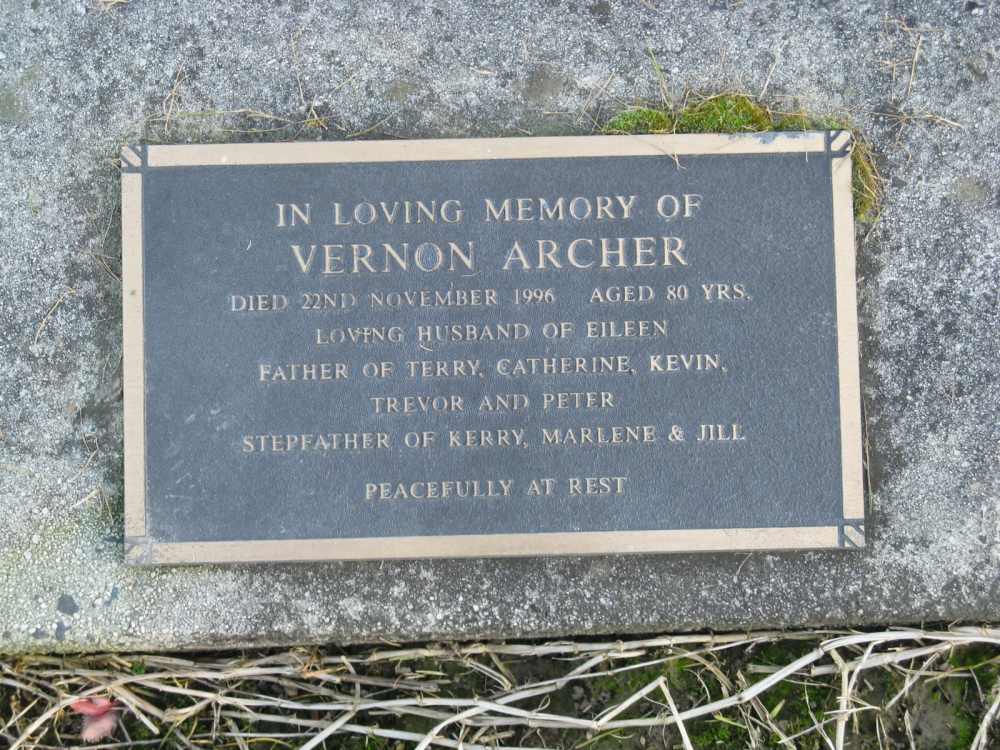 IN LOVING MEMORY OF
VERNON ARCHER
DIED 22ND NOVEMBER 1996 AGED 80 YRS.
LOVING HUSBAND OF EILEEN
FATHER OF TERRY, CATHERINE, KEVIN,
TREVOR AND PETER
STEPFATHER OF KERRY, MARLENE & JILL
PEACEFULLY AT REST